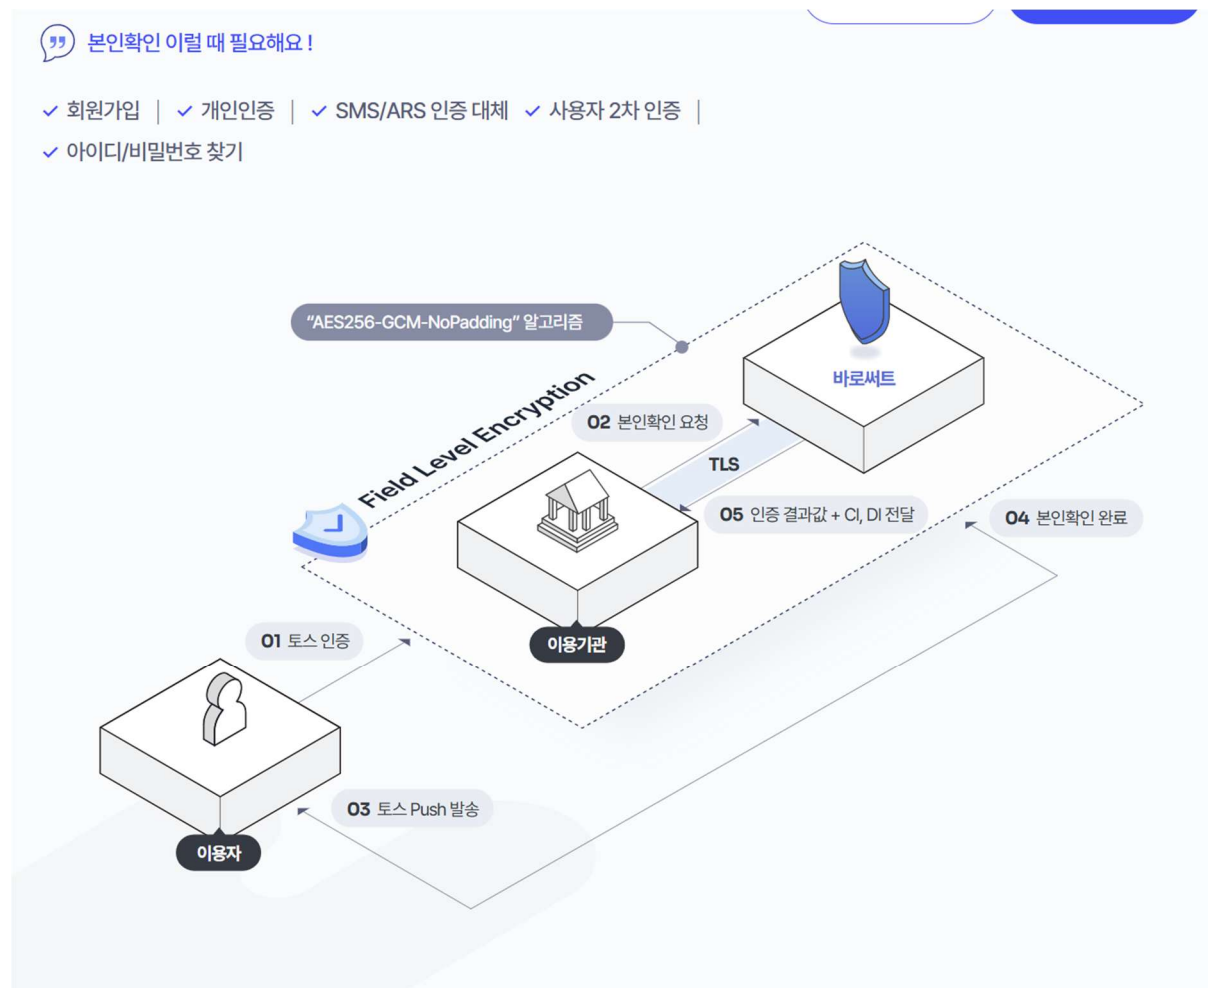 본인확인 이럴 때 필요해요 !
회원가입 | 개인인증 | SMS/ARS 인증 대체 사용자 2차 인증 |
아이디/비밀번호 찾기
“AES256-GCM-NoPadding” 알고리즘
바로써트
Field Level Encryption
02 본인확인 요청
TLS
05 인증 결과값 + CI, DI 전달
04 본인확인 완료
01 토스 인증
이용기관
03 토스 Push 발송
이용자